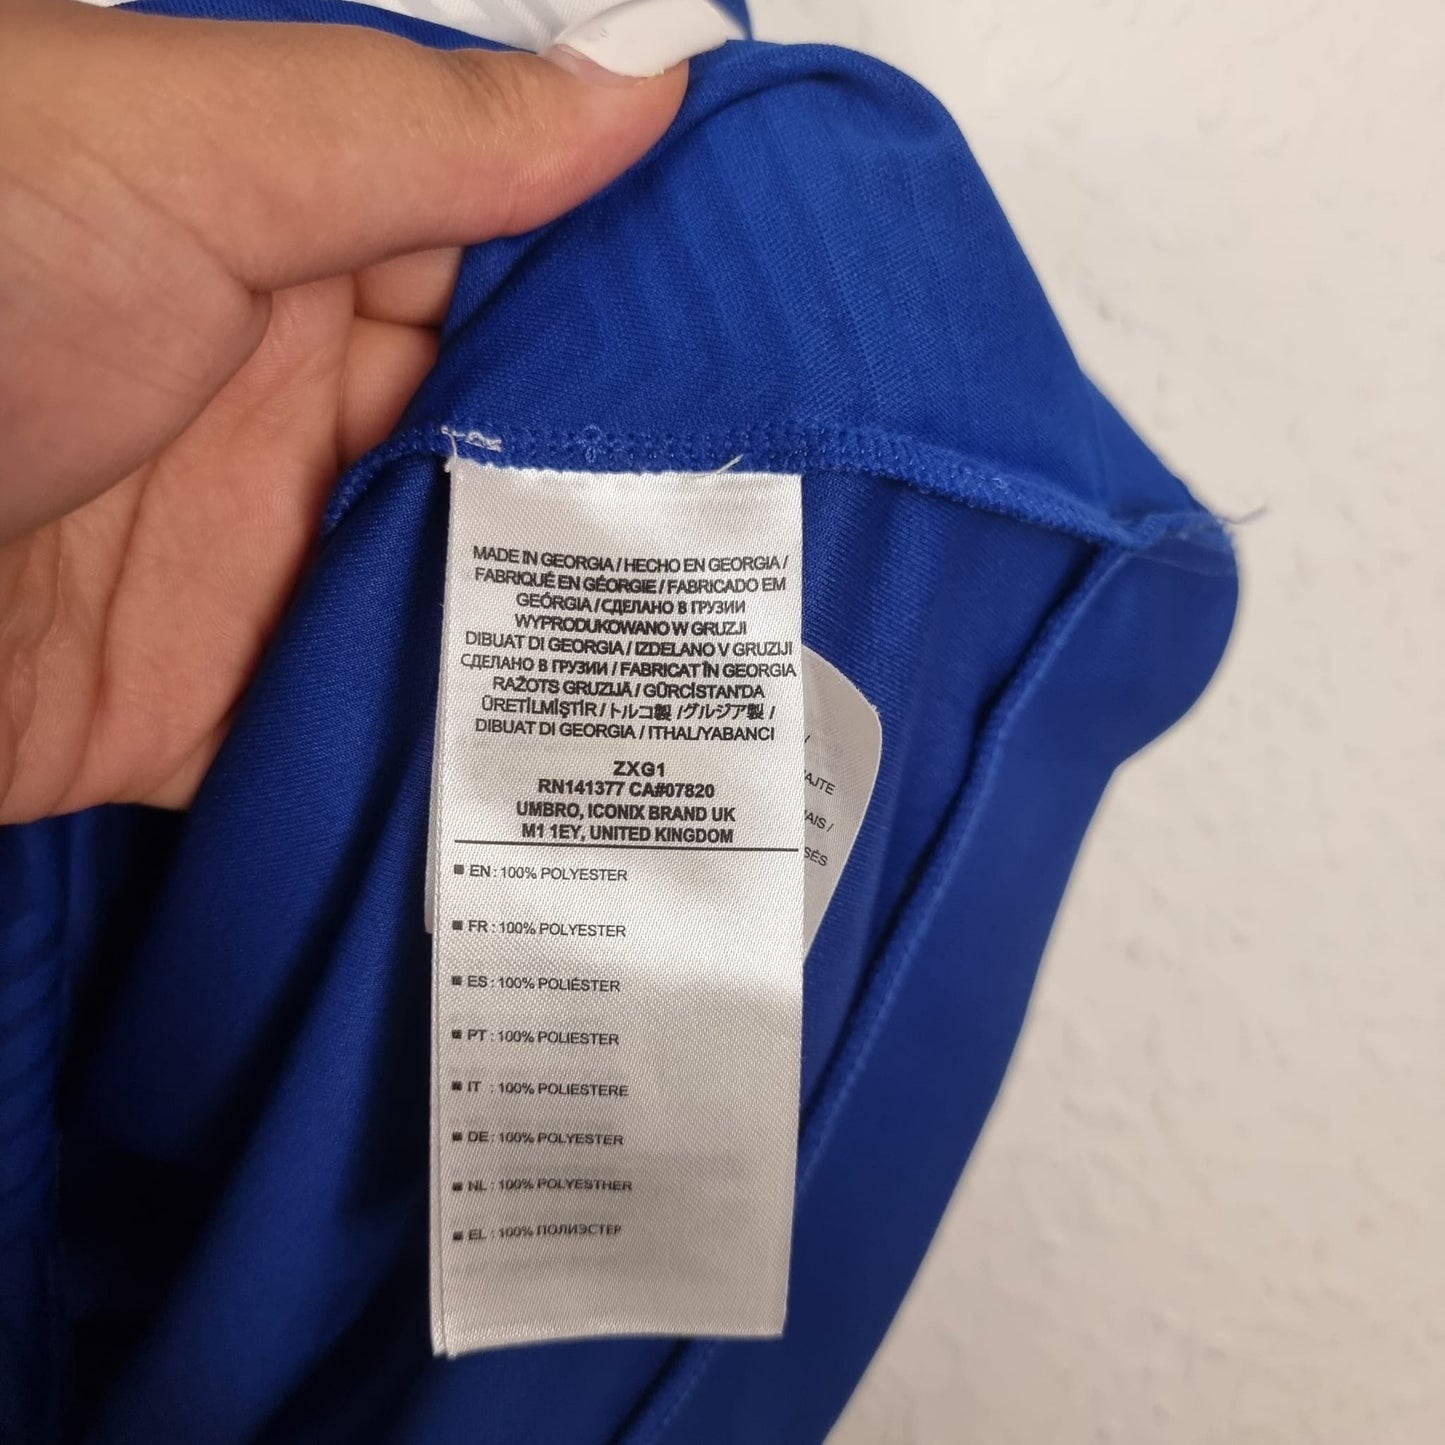 MADE IN GEORGIA / HECHO EN GEORGIA /
FABRIQUÉ EN GÉORGIE / FABRICADO EM
GEÓRGIA / СДЕЛАНО В ГРУЗИИ
WYPRODUKOWANO W GRUZJI
DIBUAT DI GEORGIA / IZDELANO V GRUZIJI
СДЕЛАНО В ГРУЗИИ / FABRICAT ÎN GEORGIA
RAŽOTS GRUZIJĀ / GÜRCİSTAN'DA
ÜRETİLMİŞTİR / トルコ製 / グルジア製 /
DIBUAT DI GEORGIA / ITHAL/YABANCI
ZXG1
RN141377 CA#07820
UMBRO, ICONIX BRAND UK
M1 1EY, UNITED KINGDOM
EN : 100% POLYESTER
FR : 100% POLYESTER
ES : 100% POLIÉSTER
PT : 100% POLIESTER
IT : 100% POLIESTERE
DE : 100% POLYESTER
NL : 100% POLYESTHER
EL : 100% ПОЛИЭСТЕР